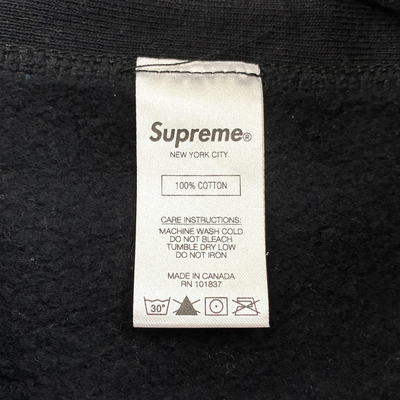 Supreme®
NEW YORK CITY
100% COTTON
CARE INSTRUCTIONS:
MACHINE WASH COLD
DO NOT BLEACH
TUMBLE DRY LOW
DO NOT IRON
MADE IN CANADA
RN 101837
30°